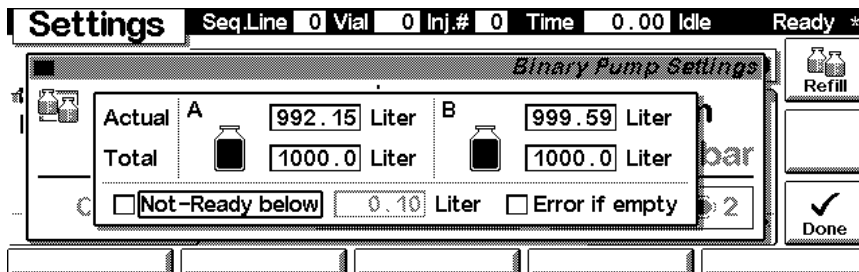 Settings Seq.Line 0 Vial 0 Inj.# 0 Time 0.00 Idle Ready *
Binary Pump Settings
Refill
Actual A 992.15 Liter B 999.59 Liter
Total 1000.0 Liter 1000.0 Liter
bar
Not-Ready below 0.10 Liter Error if empty 2
Done